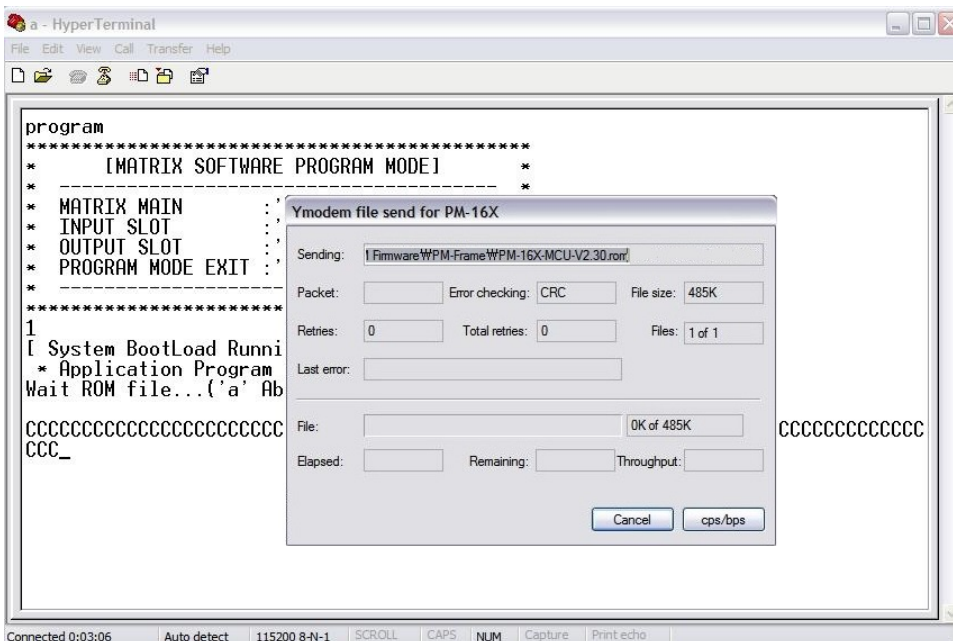 a - HyperTerminal
File Edit View Call Transfer Help
program
*********************************************
* [MATRIX SOFTWARE PROGRAM MODE] *
* --------------------------------------- *
* MATRIX MAIN :'
* INPUT SLOT :'
* OUTPUT SLOT :'
* PROGRAM MODE EXIT :'
* --------------------
***********************
1
[ System BootLoad Runni
* Application Program
Wait ROM file...('a' Ab
CCCCCCCCCCCCCCCCCCCCCCC CCCCCCCCCCCCC
CCC_
Ymodem file send for PM-16X
Sending: Firmware₩PM-Frame₩PM-16X-MCU-V2.30.rom
Packet: Error checking: CRC File size: 485K
Retries: 0 Total retries: 0 Files: 1 of 1
Last error:
File: 0K of 485K
Elapsed: Remaining: Throughput:
Cancel cps/bps
Connected 0:03:06 Auto detect 115200 8-N-1 SCROLL CAPS NUM Capture Print echo